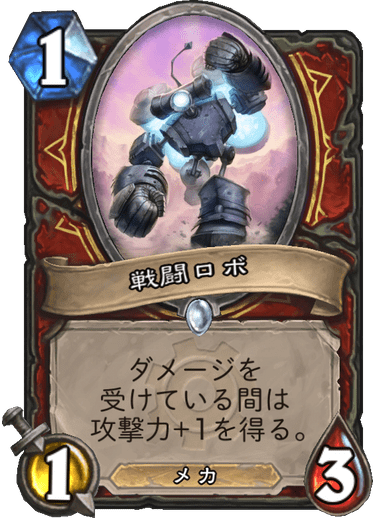 1
戦闘ロボ
ダメージを
受けている間は
攻撃力+1を得る。
メカ
1
3